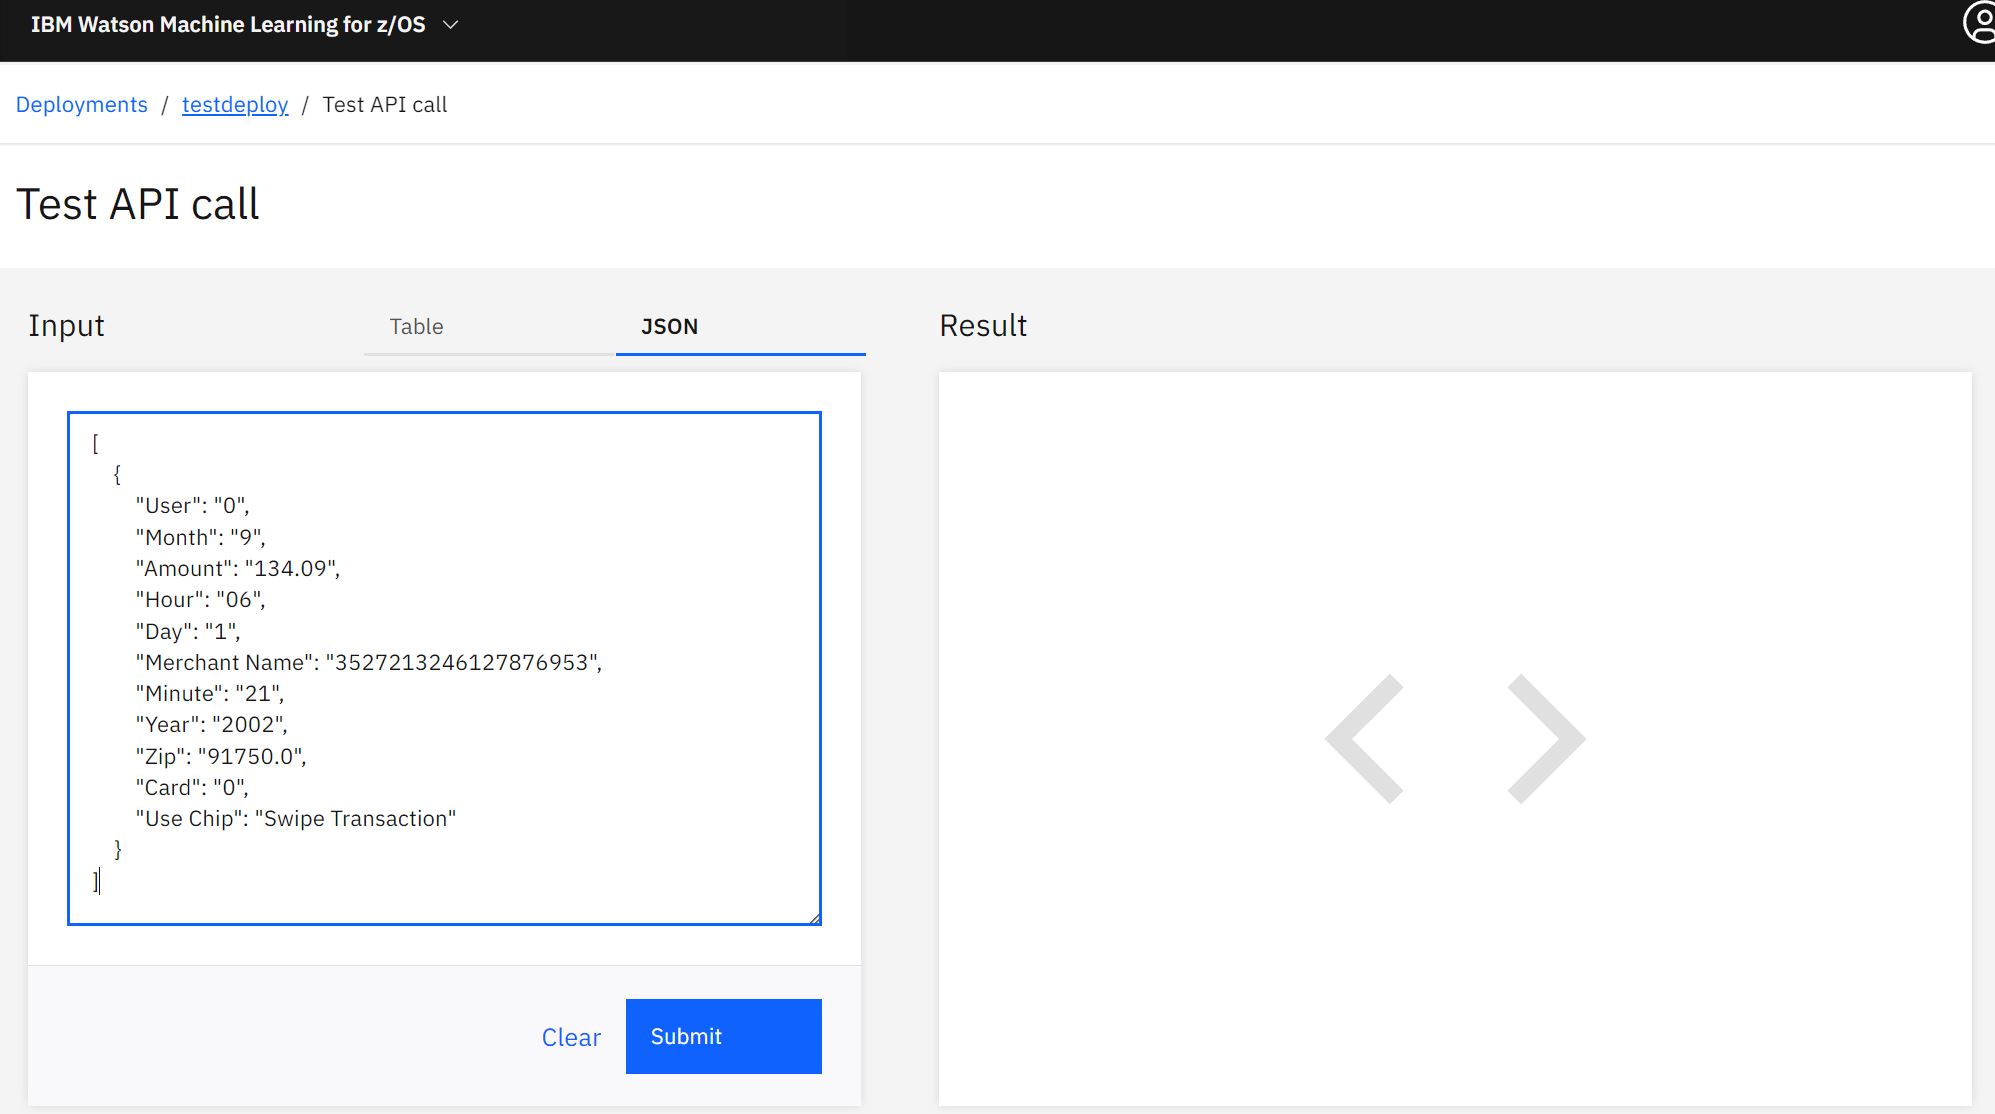 IBM Watson Machine Learning for z/OS
Deployments / testdeploy / Test API call
Test API call
Input
Table
JSON
Result
[
{
"User": "0",
"Month": "9",
"Amount": "134.09",
"Hour": "06",
"Day": "1",
"Merchant Name": "3527213246127876953",
"Minute": "21",
"Year": "2002",
"Zip": "91750.0",
"Card": "0",
"Use Chip": "Swipe Transaction"
}
]
Clear
Submit